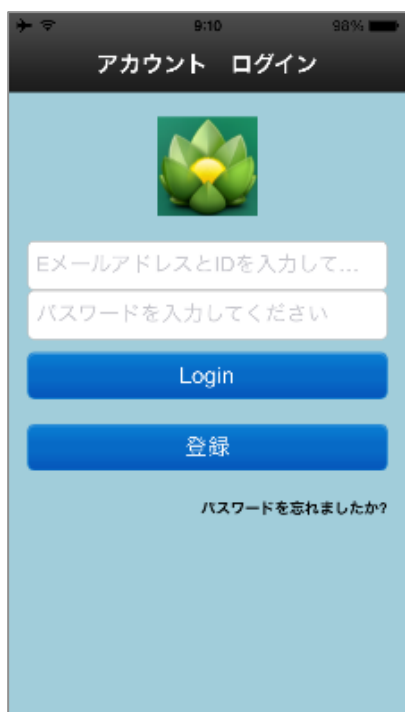 9:10 98%
アカウント ログイン
EメールアドレスとIDを入力して...
パスワードを入力してください
Login
登録
パスワードを忘れましたか?